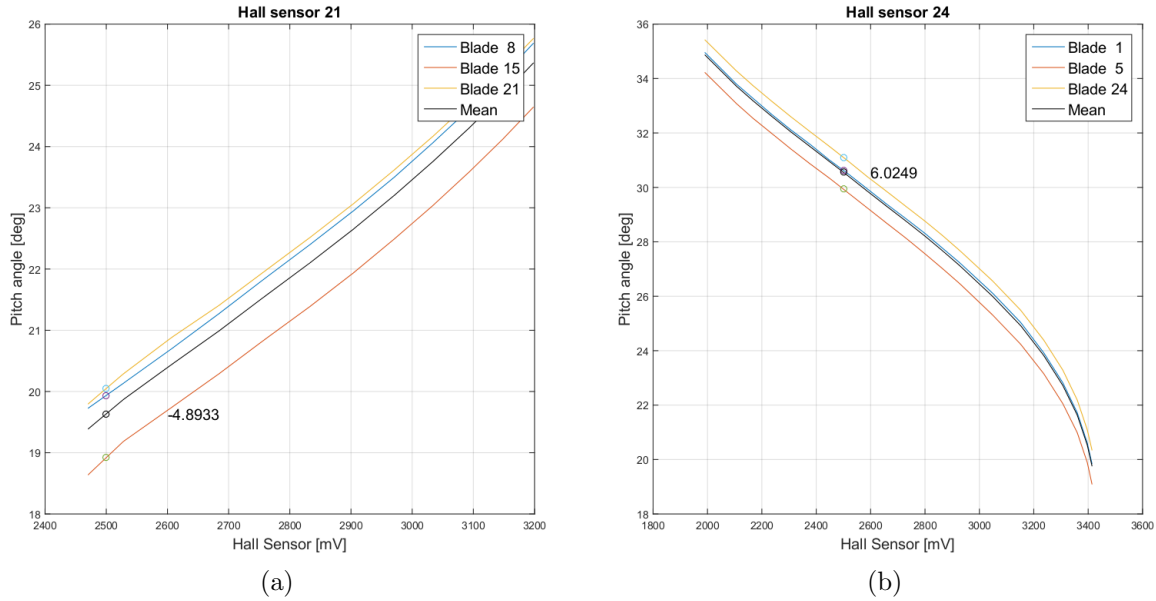 Hall sensor 21
26
25
24
23
22
21
20
19
18
Pitch angle [deg]
Blade 8
Blade 15
Blade 21
Mean
-4.8933
2400 2500 2600 2700 2800 2900 3000 3100 3200
Hall Sensor [mV]
(a)
Hall sensor 24
36
34
32
30
28
26
24
22
20
18
Pitch angle [deg]
Blade 1
Blade 5
Blade 24
Mean
6.0249
1800 2000 2200 2400 2600 2800 3000 3200 3400 3600
Hall Sensor [mV]
(b)